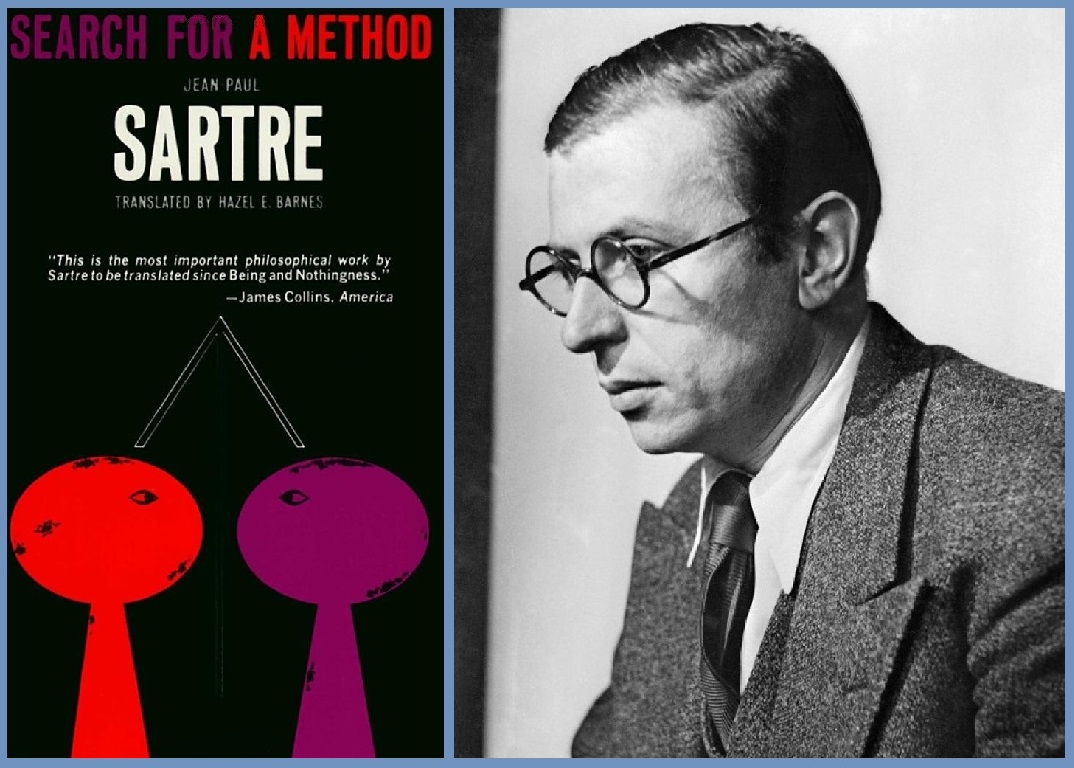 SEARCH FOR A METHOD
JEAN PAUL
SARTRE
TRANSLATED BY HAZEL E. BARNES
"This is the most important philosophical work by
Sartre to be translated since Being and Nothingness."
—James Collins, America